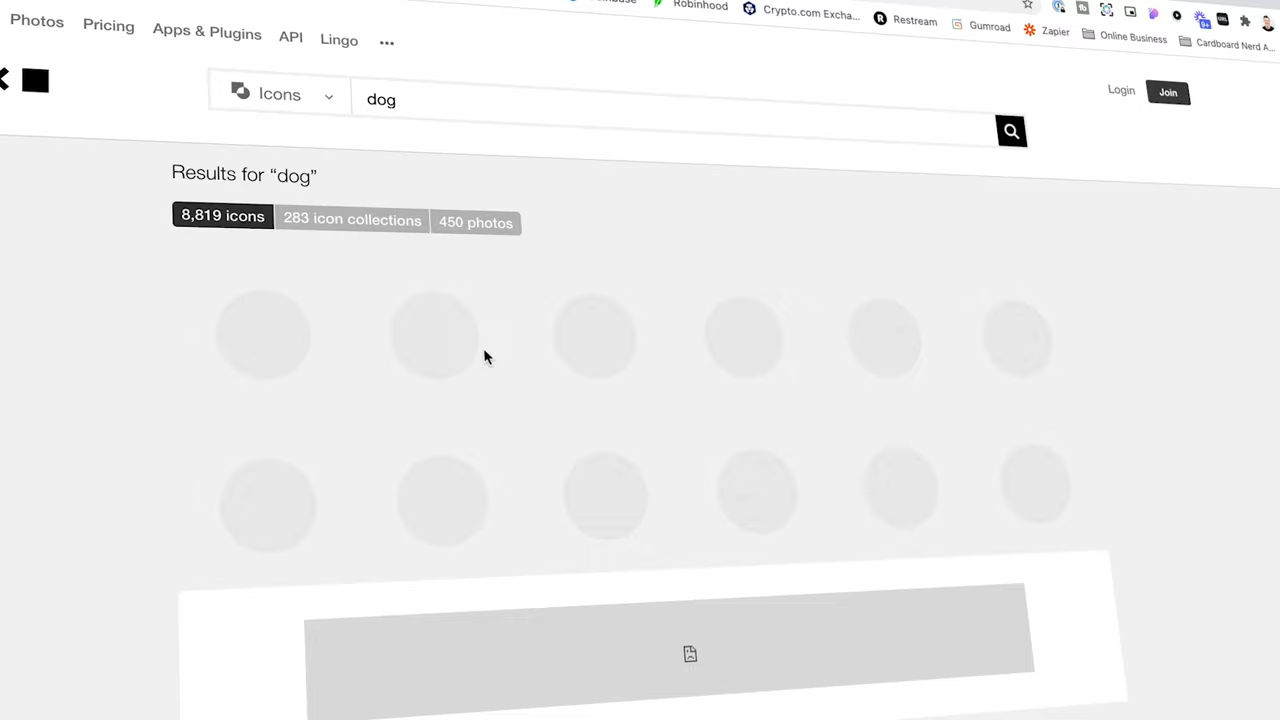 Robinhood
Crypto.com Excha...
Restream
Gumroad
Zapier
Online Business
Cardboard Nerd A...
Photos
Pricing
Apps & Plugins
API
Lingo
...
Icons
dog
Login
Join
Results for “dog”
8,819 icons
283 icon collections
450 photos